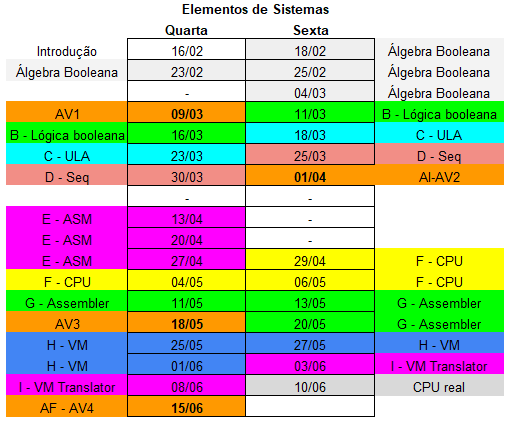 Elementos de Sistemas
Quarta Sexta
Introdução 16/02 18/02 Álgebra Booleana
Álgebra Booleana 23/02 25/02 Álgebra Booleana
- 04/03 Álgebra Booleana
AV1 09/03 11/03 B - Lógica booleana
B - Lógica booleana 16/03 18/03 C - ULA
C - ULA 23/03 25/03 D - Seq
D - Seq 30/03 01/04 AI-AV2
- -
E - ASM 13/04 -
E - ASM 20/04 -
E - ASM 27/04 29/04 F - CPU
F - CPU 04/05 06/05 F - CPU
G - Assembler 11/05 13/05 G - Assembler
AV3 18/05 20/05 G - Assembler
H - VM 25/05 27/05 H - VM
H - VM 01/06 03/06 I - VM Translator
I - VM Translator 08/06 10/06 CPU real
AF - AV4 15/06